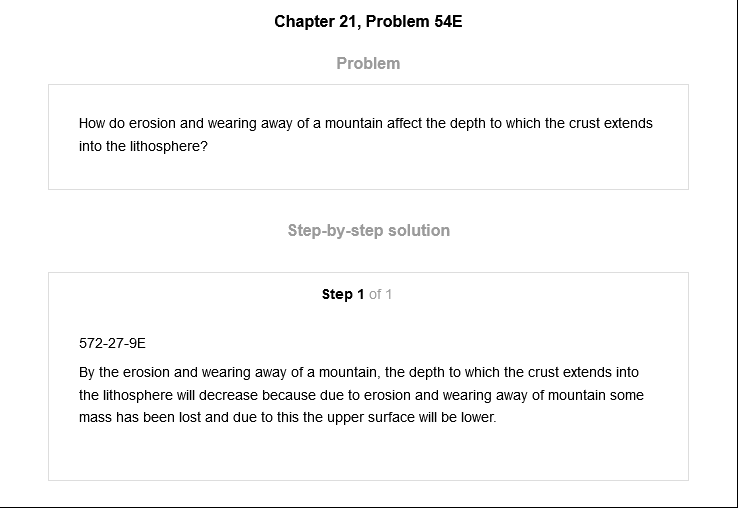 Chapter 21, Problem 54E
Problem
How do erosion and wearing away of a mountain affect the depth to which the crust extends
into the lithosphere?
Step-by-step solution
Step 1 of 1
572-27-9E
By the erosion and wearing away of a mountain, the depth to which the crust extends into
the lithosphere will decrease because due to erosion and wearing away of mountain some
mass has been lost and due to this the upper surface will be lower.